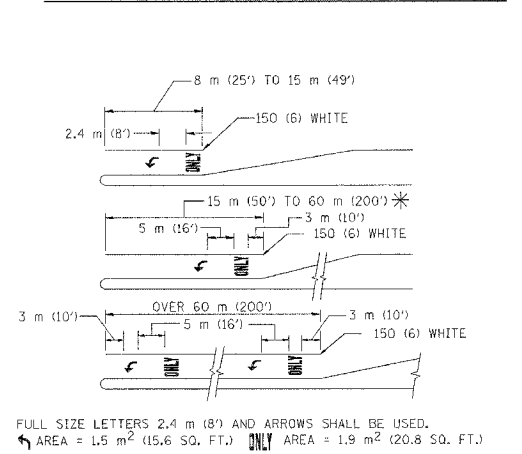 8 m (25') TO 15 m (49')
150 (6) WHITE
2.4 m (8')
ONLY
15 m (50') TO 60 m (200')
5 m (16')
3 m (10')
150 (6) WHITE
ONLY
OVER 60 m (200')
3 m (10')
5 m (16')
3 m (10')
150 (6) WHITE
ONLY
ONLY
FULL SIZE LETTERS 2.4 m (8') AND ARROWS SHALL BE USED.
AREA = 1.5 m² (15.6 SQ. FT.) ONLY AREA = 1.9 m² (20.8 SQ. FT.)